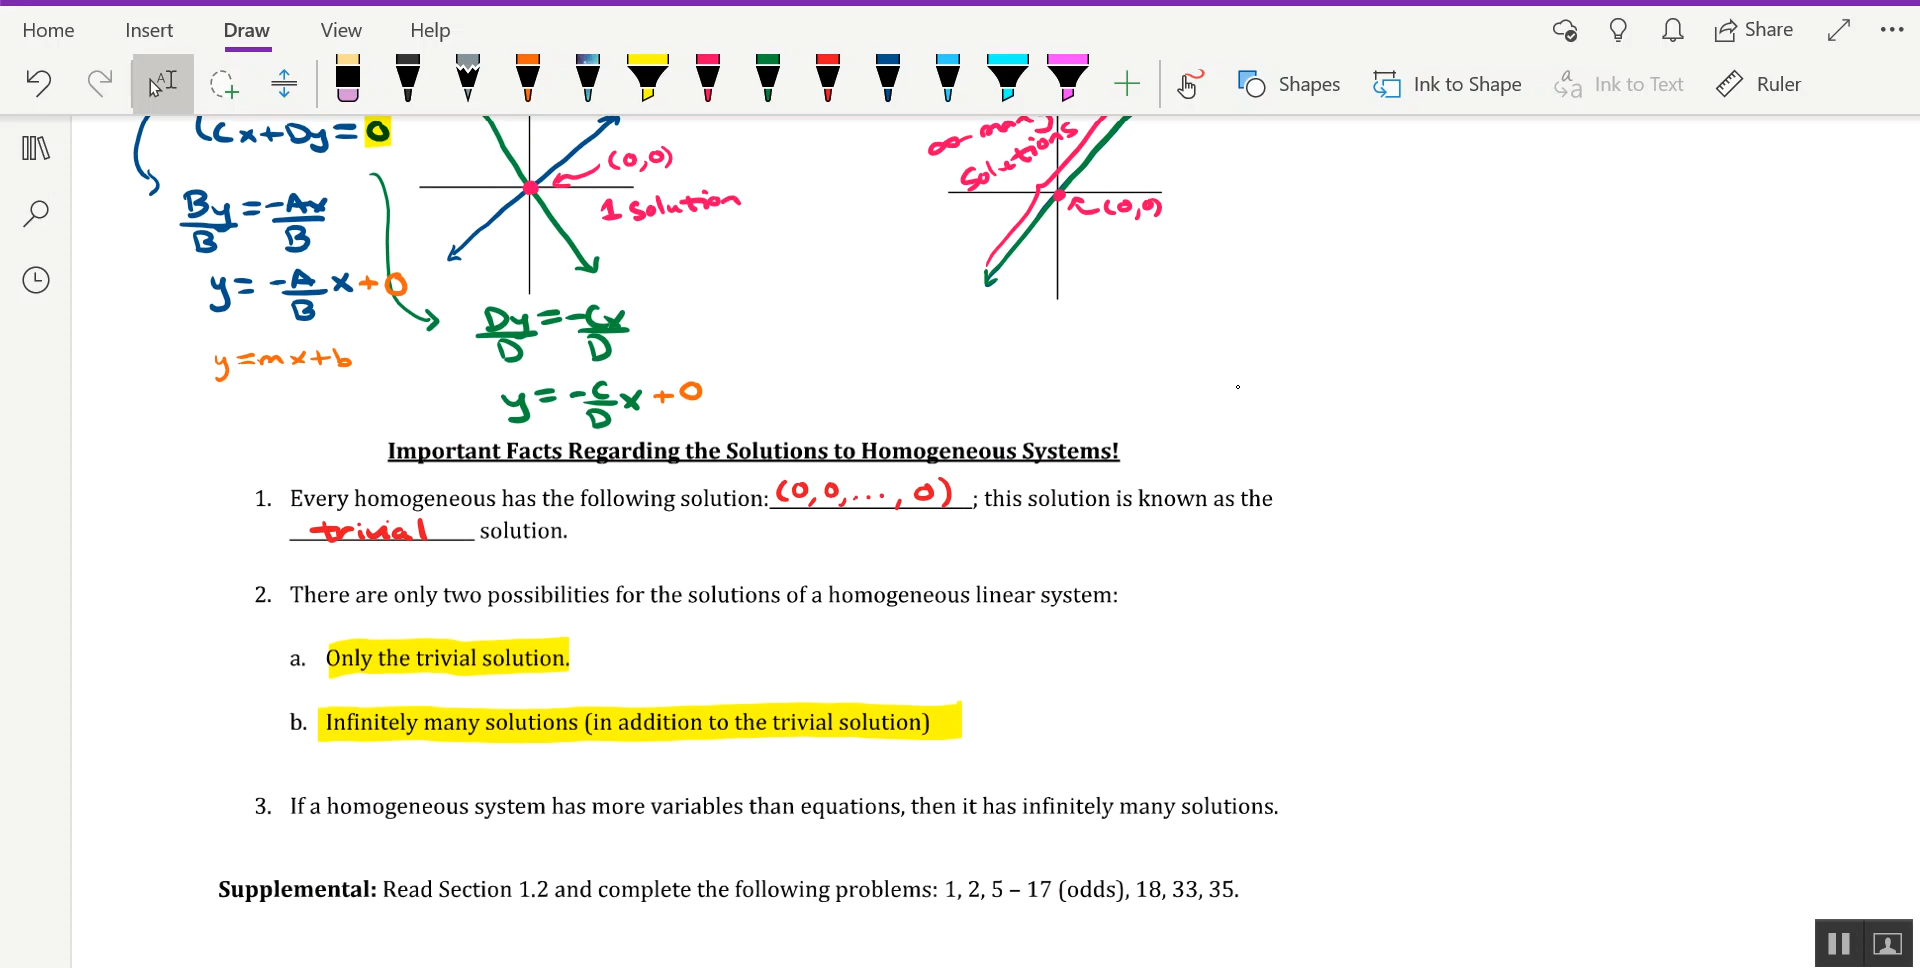 Home Insert Draw View Help Share
Shapes Ink to Shape Ink to Text Ruler
Cx+Dy=0
By = -Ax
B B
y = -A/B x + 0
y=mx+b
(0,0)
1 Solution
Dy = -Cx
D D
y = -C/D x + 0
∞-many
Solutions
(0,0)
Important Facts Regarding the Solutions to Homogeneous Systems!
1. Every homogeneous has the following solution: (0,0,...,0) ; this solution is known as the
trivial solution.
2. There are only two possibilities for the solutions of a homogeneous linear system:
a. Only the trivial solution.
b. Infinitely many solutions (in addition to the trivial solution)
3. If a homogeneous system has more variables than equations, then it has infinitely many solutions.
Supplemental: Read Section 1.2 and complete the following problems: 1, 2, 5 – 17 (odds), 18, 33, 35.